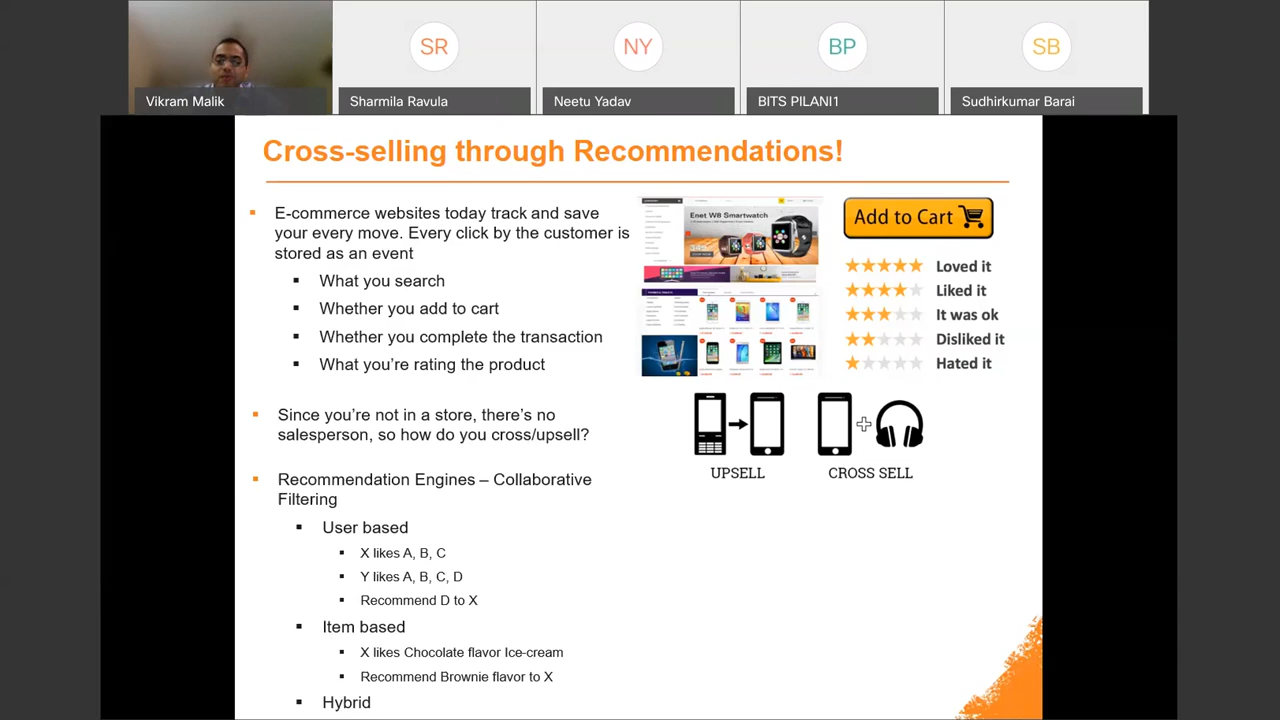 SR
NY
BP
SB
Vikram Malik
Sharmila Ravula
Neetu Yadav
BITS PILANI1
Sudhirkumar Barai
Cross-selling through Recommendations!
E-commerce websites today track and save
your every move. Every click by the customer is
stored as an event
What you search
Whether you add to cart
Whether you complete the transaction
What you're rating the product
Since you're not in a store, there's no
salesperson, so how do you cross/upsell?
Recommendation Engines – Collaborative
Filtering
User based
X likes A, B, C
Y likes A, B, C, D
Recommend D to X
Item based
X likes Chocolate flavor Ice-cream
Recommend Brownie flavor to X
Hybrid
Enet W8 Smartwatch
Add to Cart
Loved it
Liked it
It was ok
Disliked it
Hated it
UPSELL
CROSS SELL